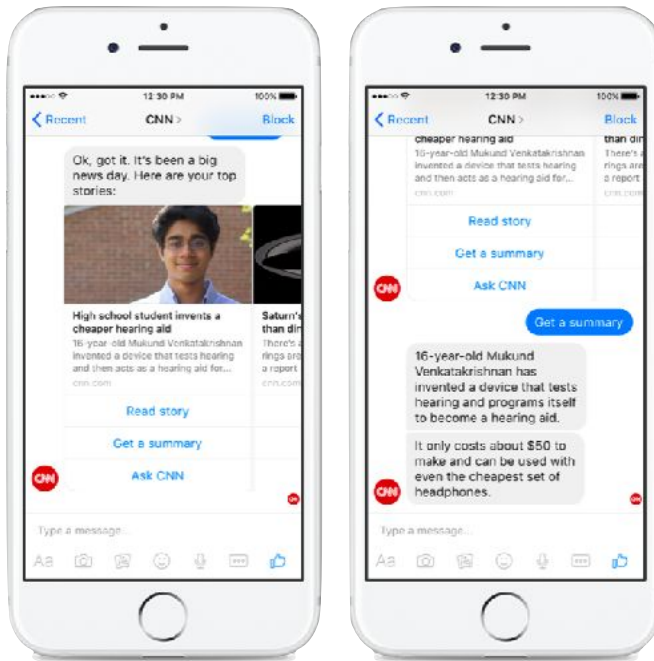 12:30 PM
100%
Recent
CNN >
Block
Ok, got it. It's been a big
news day. Here are your top
stories:
High school student invents a
cheaper hearing aid
16-year-old Mukund Venkatakrishnan
invented a device that tests hearing
and then acts as a hearing aid for...
cnn.com
Saturn's
than din
There's a
rings are
a report
cnn.com
Read story
Get a summary
Ask CNN
CNN
Type a message...
Aa
12:30 PM
100%
Recent
CNN >
Block
cheaper hearing aid
16-year-old Mukund Venkatakrishnan
invented a device that tests hearing
and then acts as a hearing aid for...
cnn.com
than din
There's a
rings are
a report
cnn.com
Read story
Get a summary
Ask CNN
CNN
Get a summary
16-year-old Mukund
Venkatakrishnan has
invented a device that tests
hearing and programs itself
to become a hearing aid.
It only costs about $50 to
make and can be used with
even the cheapest set of
headphones.
CNN
Type a message...
Aa